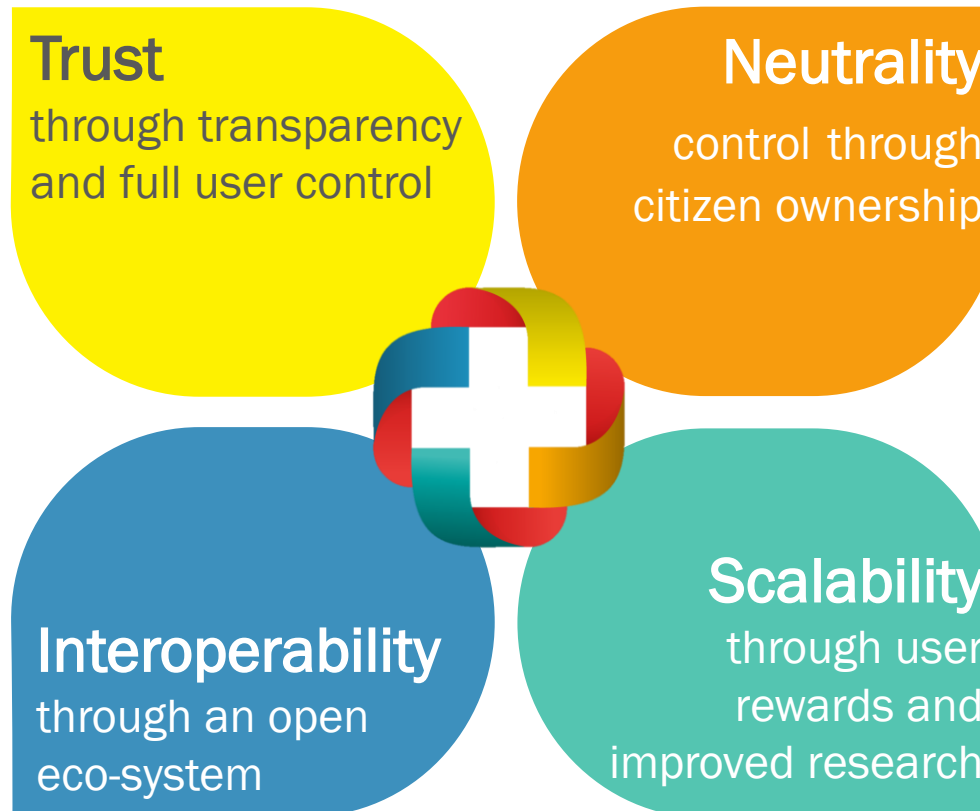 Trust
through transparency
and full user control
Neutrality
control through
citizen ownership
Interoperability
through an open
eco-system
Scalability
through user
rewards and
improved research